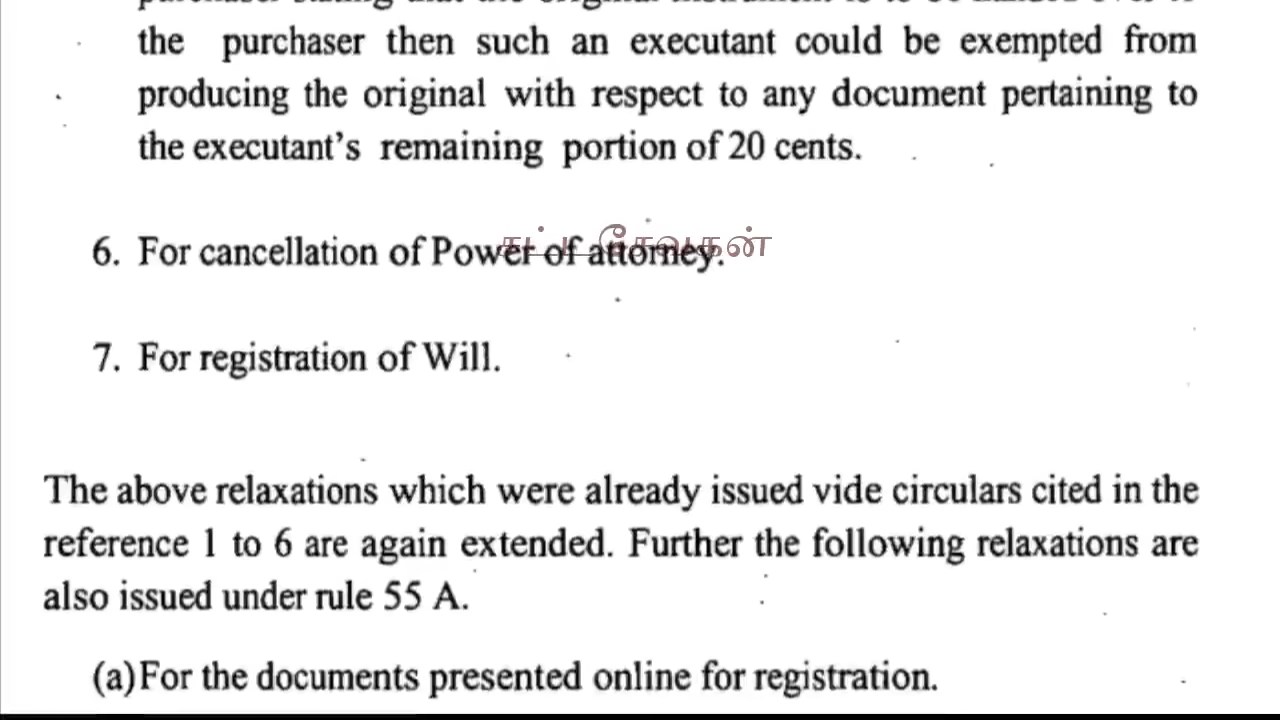 the purchaser then such an executant could be exempted from
producing the original with respect to any document pertaining to
the executant’s remaining portion of 20 cents.
6. For cancellation of Power of attorney.
7. For registration of Will.
The above relaxations which were already issued vide circulars cited in the
reference 1 to 6 are again extended. Further the following relaxations are
also issued under rule 55 A.
(a)For the documents presented online for registration.